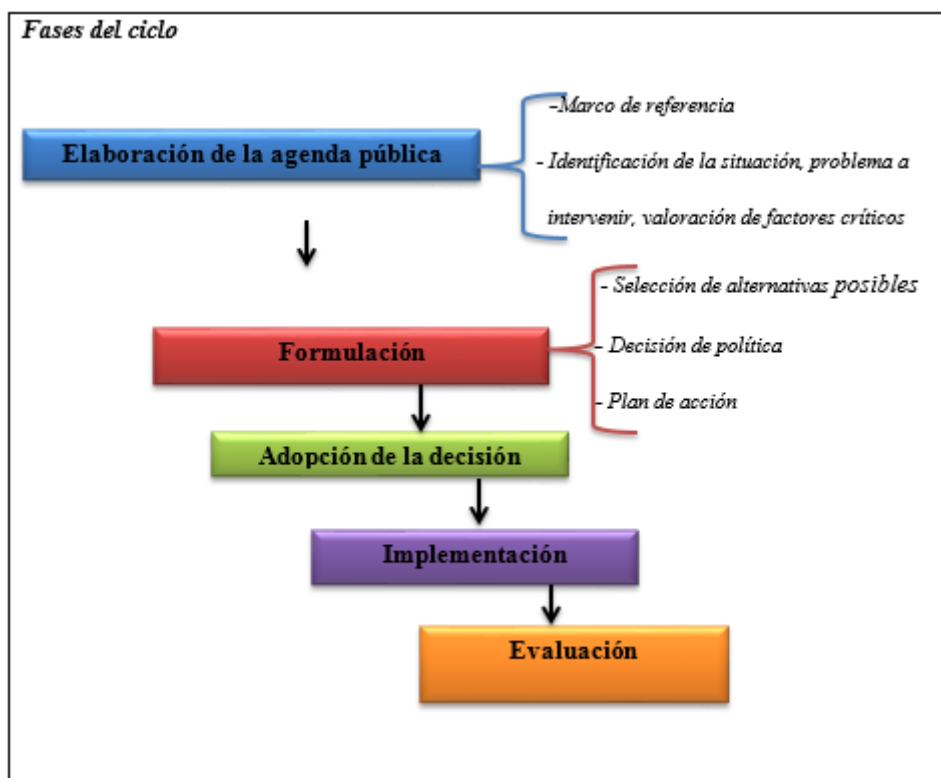 Fases del ciclo
-Marco de referencia
Elaboración de la agenda pública
- Identificación de la situación, problema a
intervenir, valoración de factores críticos
- Selección de alternativas posibles
Formulación
- Decisión de política
- Plan de acción
Adopción de la decisión
Implementación
Evaluación